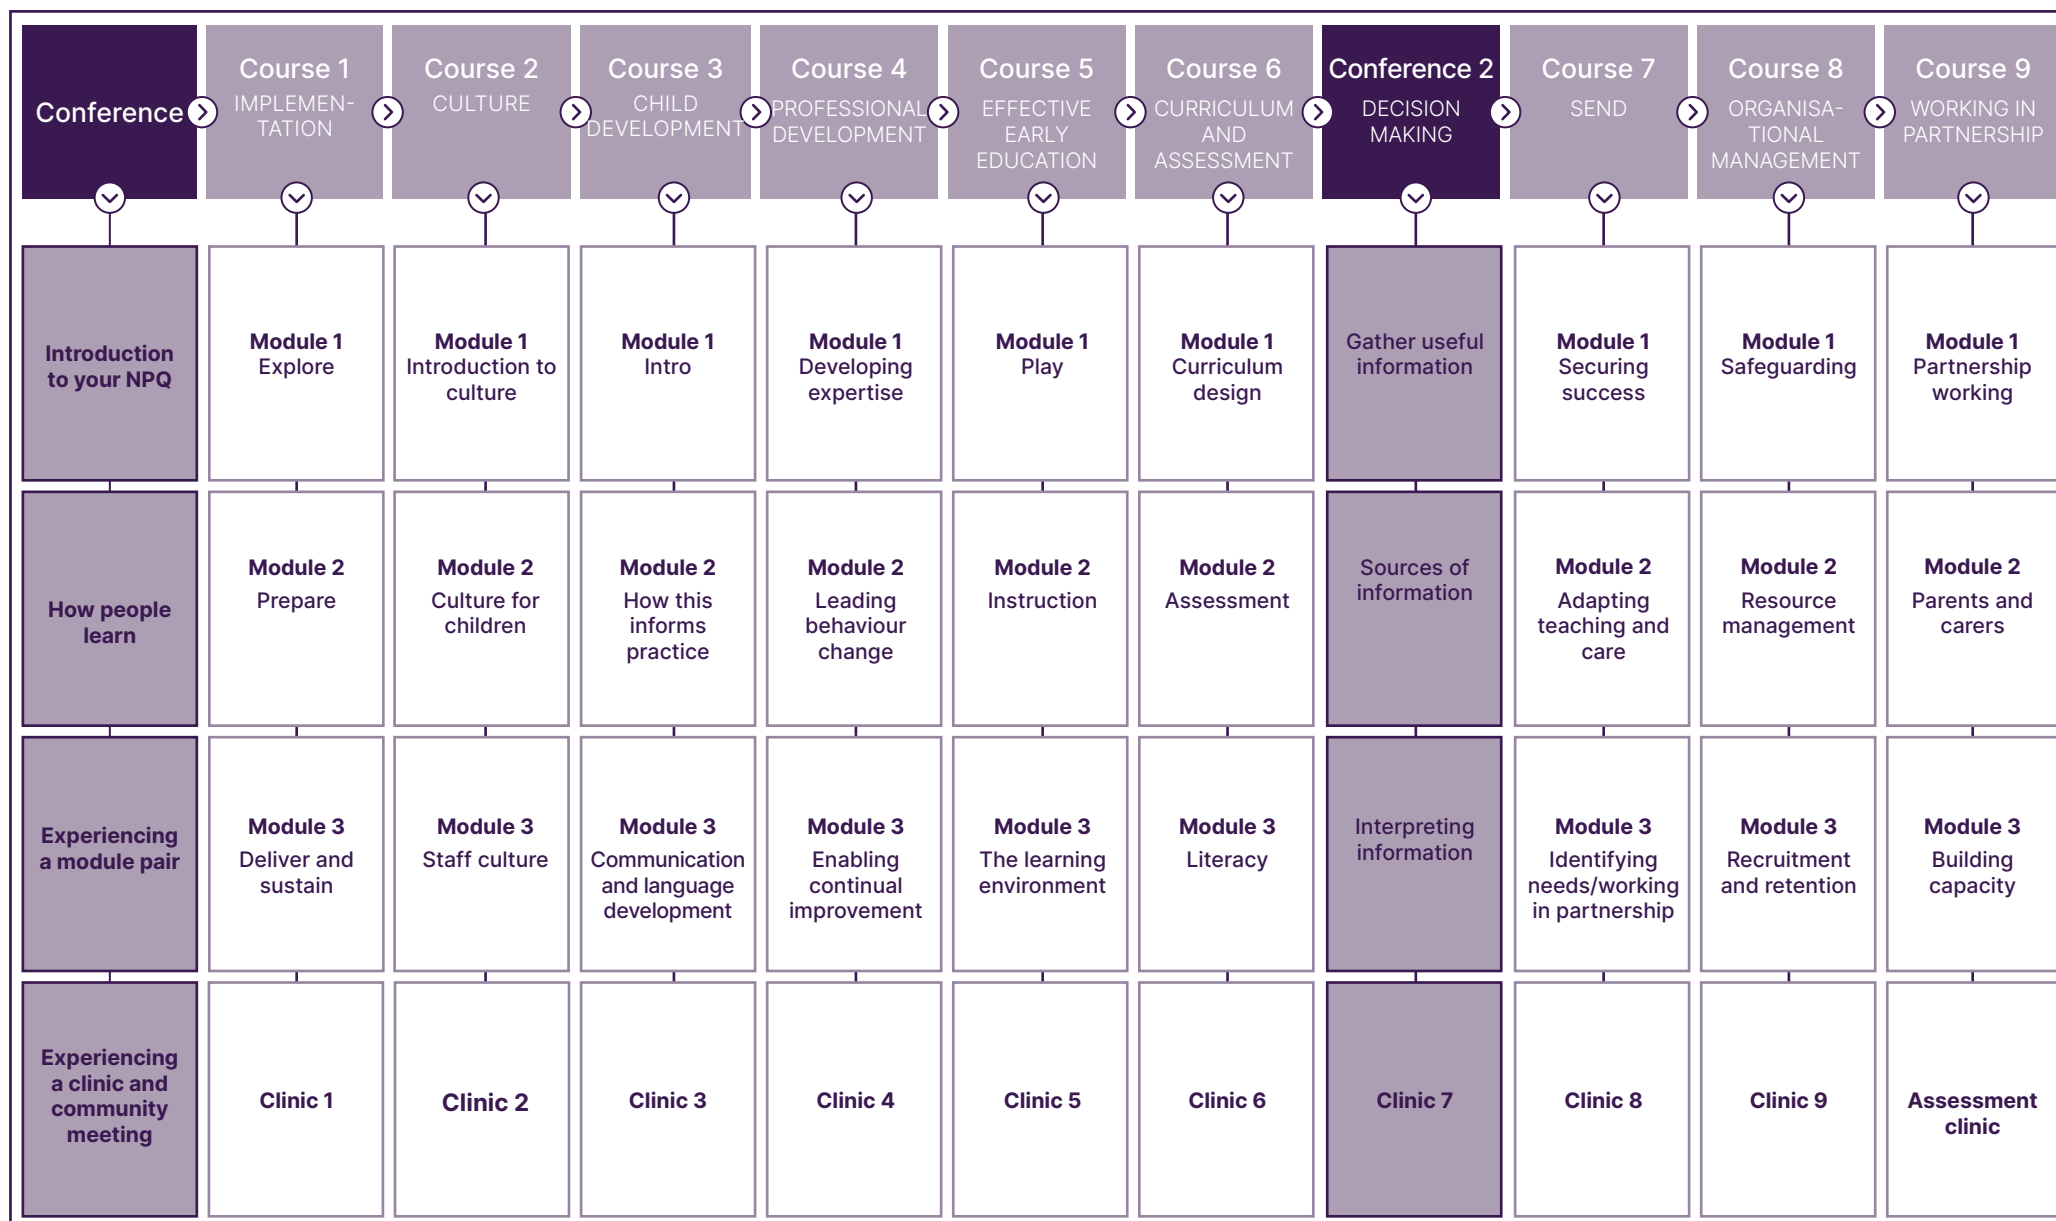 Conference
Course 1
IMPLEMEN-
TATION
Course 2
CULTURE
Course 3
CHILD
DEVELOPMENT
Course 4
PROFESSIONAL
DEVELOPMENT
Course 5
EFFECTIVE
EARLY
EDUCATION
Course 6
CURRICULUM
AND
ASSESSMENT
Conference 2
DECISION
MAKING
Course 7
SEND
Course 8
ORGANISA-
TIONAL
MANAGEMENT
Course 9
WORKING IN
PARTNERSHIP
Introduction
to your NPQ
Module 1
Explore
Module 1
Introduction to
culture
Module 1
Intro
Module 1
Developing
expertise
Module 1
Play
Module 1
Curriculum
design
Gather useful
information
Module 1
Securing
success
Module 1
Safeguarding
Module 1
Partnership
working
How people
learn
Module 2
Prepare
Module 2
Culture for
children
Module 2
How this
informs
practice
Module 2
Leading
behaviour
change
Module 2
Instruction
Module 2
Assessment
Sources of
information
Module 2
Adapting
teaching and
care
Module 2
Resource
management
Module 2
Parents and
carers
Experiencing
a module pair
Module 3
Deliver and
sustain
Module 3
Staff culture
Module 3
Communication
and language
development
Module 3
Enabling
continual
improvement
Module 3
The learning
environment
Module 3
Literacy
Interpreting
information
Module 3
Identifying
needs/working
in partnership
Module 3
Recruitment
and retention
Module 3
Building
capacity
Experiencing
a clinic and
community
meeting
Clinic 1
Clinic 2
Clinic 3
Clinic 4
Clinic 5
Clinic 6
Clinic 7
Clinic 8
Clinic 9
Assessment
clinic